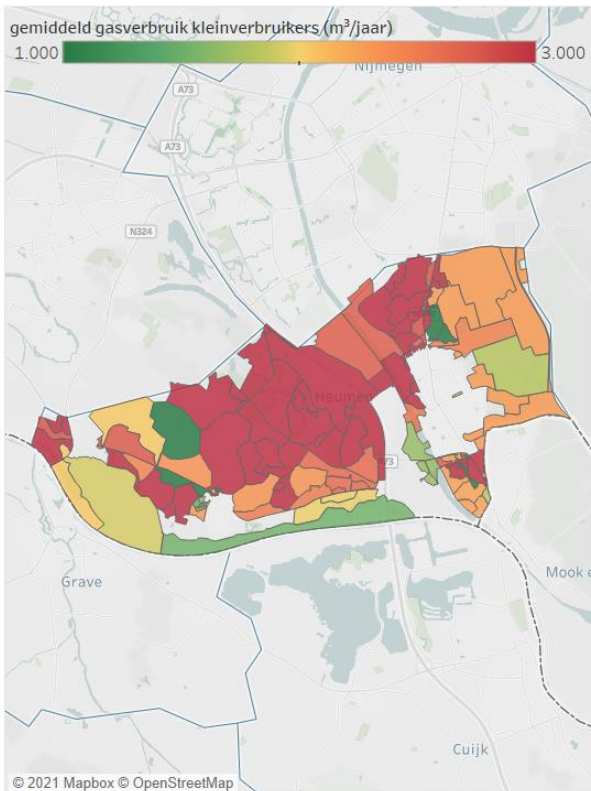 gemiddeld gasverbruik kleinverbruikers (m³/jaar)
1.000
3.000
Nijmegen
A73
A73
N324
Heumen
A73
Grave
Mook e
Cuijk
© 2021 Mapbox © OpenStreetMap